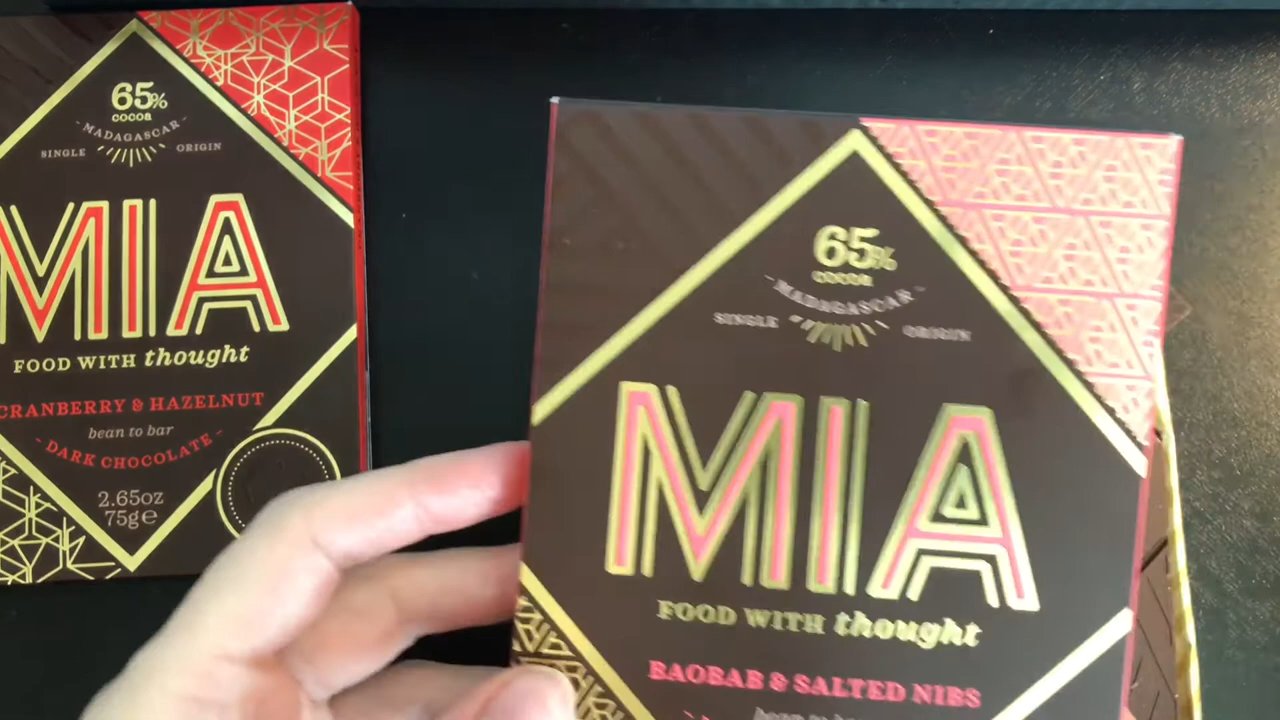 65%
cocoa
-MADAGASCAR-
SINGLE ORIGIN
MIA
FOOD WITH thought
CRANBERRY & HAZELNUT
bean to bar
-DARK CHOCOLATE-
2.65oz
75g℮
65%
cocoa
-MADAGASCAR-
SINGLE ORIGIN
MIA
FOOD WITH thought
BAOBAB & SALTED NIBS